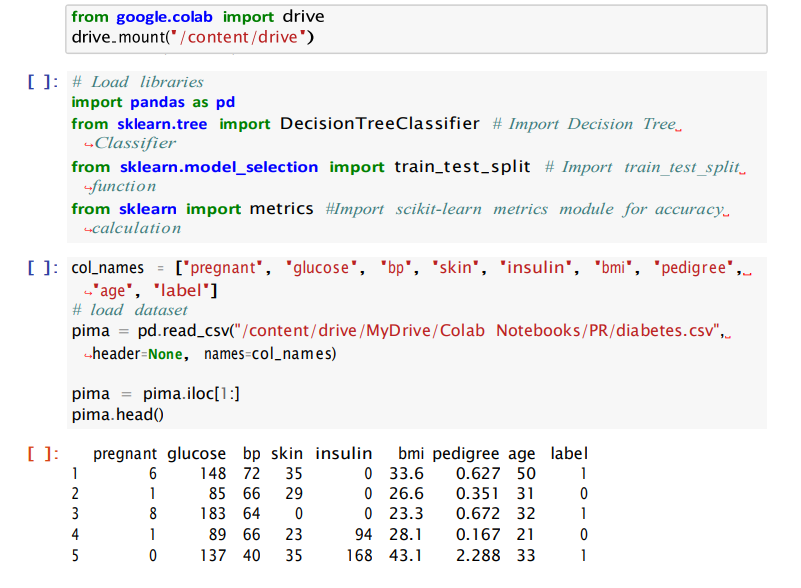 from google.colab import drive
drive.mount('/content/drive')
[ ]: # Load libraries
import pandas as pd
from sklearn.tree import DecisionTreeClassifier # Import Decision Tree
↪Classifier
from sklearn.model_selection import train_test_split # Import train_test_split
↪function
from sklearn import metrics #Import scikit-learn metrics module for accuracy
↪calculation
[ ]: col_names = ['pregnant', 'glucose', 'bp', 'skin', 'insulin', 'bmi', 'pedigree',
↪'age', 'label']
# load dataset
pima = pd.read_csv("/content/drive/MyDrive/Colab Notebooks/PR/diabetes.csv",
↪header=None, names=col_names)
pima = pima.iloc[1:]
pima.head()
[ ]: pregnant glucose bp skin insulin bmi pedigree age label
1 6 148 72 35 0 33.6 0.627 50 1
2 1 85 66 29 0 26.6 0.351 31 0
3 8 183 64 0 0 23.3 0.672 32 1
4 1 89 66 23 94 28.1 0.167 21 0
5 0 137 40 35 168 43.1 2.288 33 1